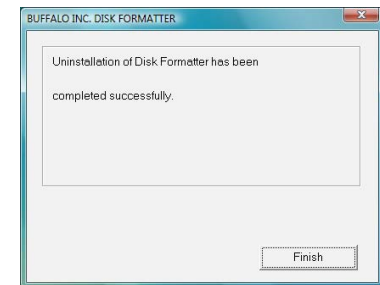 BUFFALO INC. DISK FORMATTER
Uninstallation of Disk Formatter has been
completed successfully.
Finish